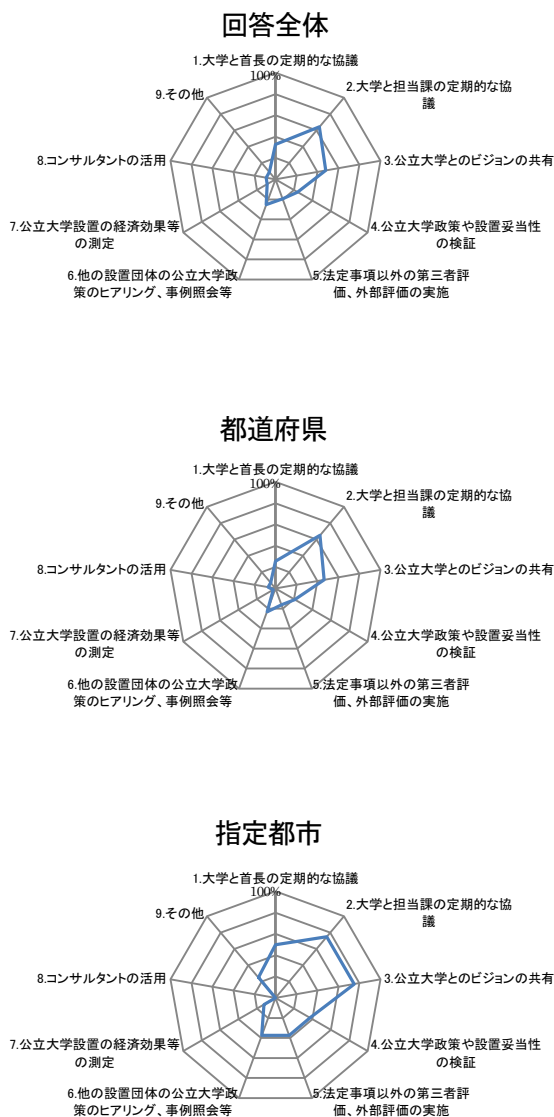 回答全体
1.大学と首長の定期的な協議
100%
2.大学と担当課の定期的な協
議
3.公立大学とのビジョンの共有
4.公立大学政策や設置妥当性
の検証
5.法定事項以外の第三者評
価、外部評価の実施
6.他の設置団体の公立大学政
策のヒアリング、事例照会等
7.公立大学設置の経済効果等
の測定
8.コンサルタントの活用
9.その他
都道府県
1.大学と首長の定期的な協議
100%
2.大学と担当課の定期的な協
議
3.公立大学とのビジョンの共有
4.公立大学政策や設置妥当性
の検証
5.法定事項以外の第三者評
価、外部評価の実施
6.他の設置団体の公立大学政
策のヒアリング、事例照会等
7.公立大学設置の経済効果等
の測定
8.コンサルタントの活用
9.その他
指定都市
1.大学と首長の定期的な協議
100%
2.大学と担当課の定期的な協
議
3.公立大学とのビジョンの共有
4.公立大学政策や設置妥当性
の検証
5.法定事項以外の第三者評
価、外部評価の実施
6.他の設置団体の公立大学政
策のヒアリング、事例照会等
7.公立大学設置の経済効果等
の測定
8.コンサルタントの活用
9.その他